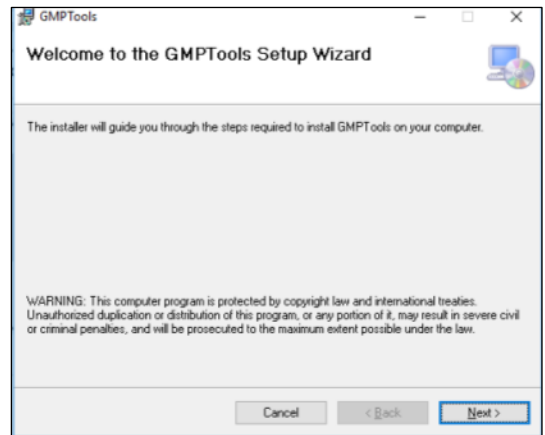 GMPTools
Welcome to the GMPTools Setup Wizard
The installer will guide you through the steps required to install GMPTools on your computer.
WARNING: This computer program is protected by copyright law and international treaties.
Unauthorized duplication or distribution of this program, or any portion of it, may result in severe civil
or criminal penalties, and will be prosecuted to the maximum extent possible under the law.
Cancel < Back Next >